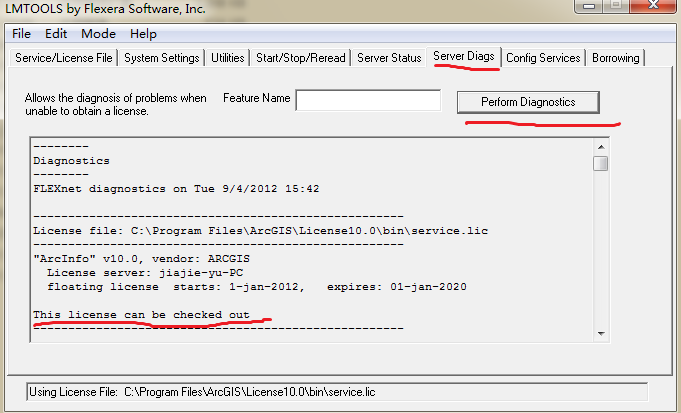 LMTOOLS by Flexera Software, Inc.
File Edit Mode Help
Service/License File System Settings Utilities Start/Stop/Reread Server Status Server Diags Config Services Borrowing
Allows the diagnosis of problems when
unable to obtain a license.
Feature Name
Perform Diagnostics
--------
Diagnostics
--------
FLEXnet diagnostics on Tue 9/4/2012 15:42
-----------------------------------------------------
License file: C:\Program Files\ArcGIS\License10.0\bin\service.lic
-----------------------------------------------------
"ArcInfo" v10.0, vendor: ARCGIS
License server: jiajie-yu-PC
floating license starts: 1-jan-2012, expires: 01-jan-2020
This license can be checked out
-----------------------------------------------------
Using License File: C:\Program Files\ArcGIS\License10.0\bin\service.lic